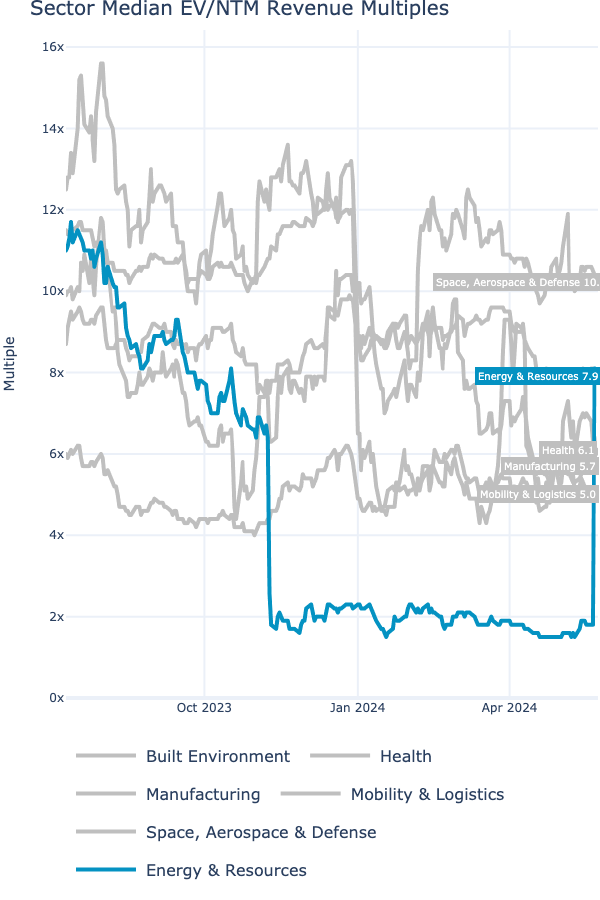 Sector Median EV/NTM Revenue Multiples
16x
14x
12x
10x
8x
6x
4x
2x
0x
Multiple
Space, Aerospace & Defense 10.
Energy & Resources 7.9
Health 6.1
Manufacturing 5.7
Mobility & Logistics 5.0
Oct 2023
Jan 2024
Apr 2024
Built Environment
Health
Manufacturing
Mobility & Logistics
Space, Aerospace & Defense
Energy & Resources